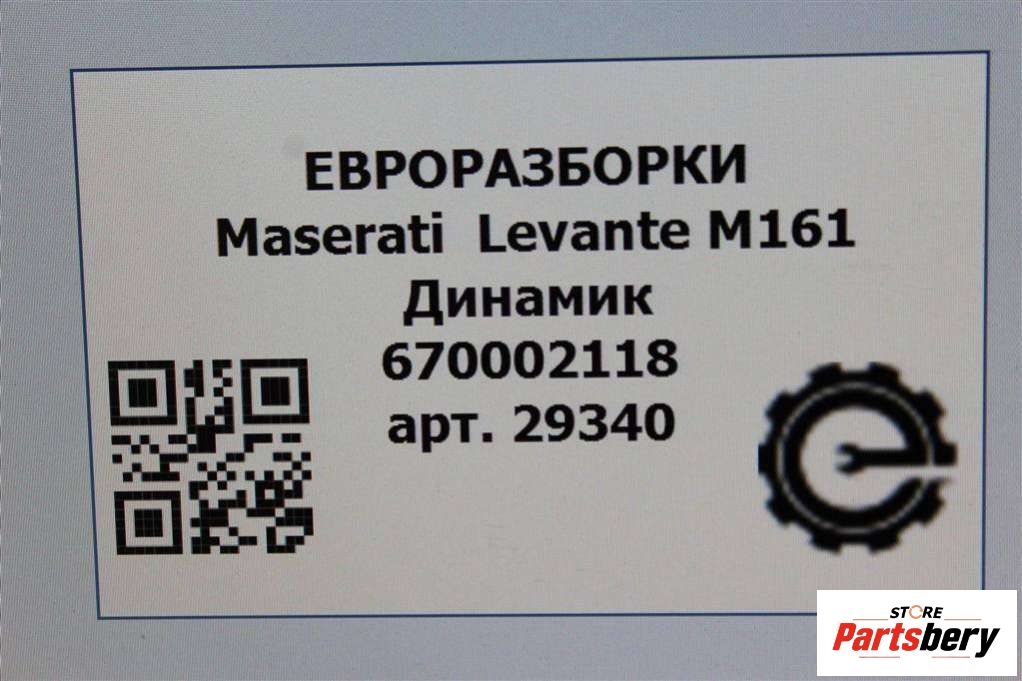 ЕВРОРАЗБОРКИ
Maserati Levante M161
Динамик
670002118
арт. 29340
STORE
Partsbery